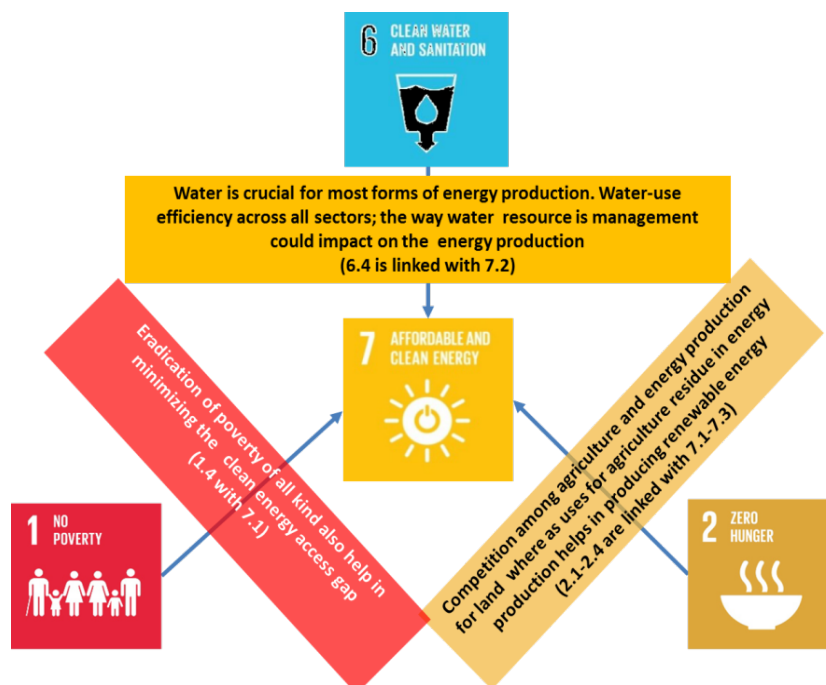 6 CLEAN WATER
AND SANITATION
Water is crucial for most forms of energy production. Water-use
efficiency across all sectors; the way water resource is management
could impact on the energy production
(6.4 is linked with 7.2)
7 AFFORDABLE AND
CLEAN ENERGY
Eradication of poverty of all kind also help in
minimizing the clean energy access gap
(1.4 with 7.1)
Competition among agriculture and energy production
for land where as uses for agriculture residue in energy
production helps in producing renewable energy
(2.1-2.4 are linked with 7.1-7.3)
1 NO
POVERTY
2 ZERO
HUNGER